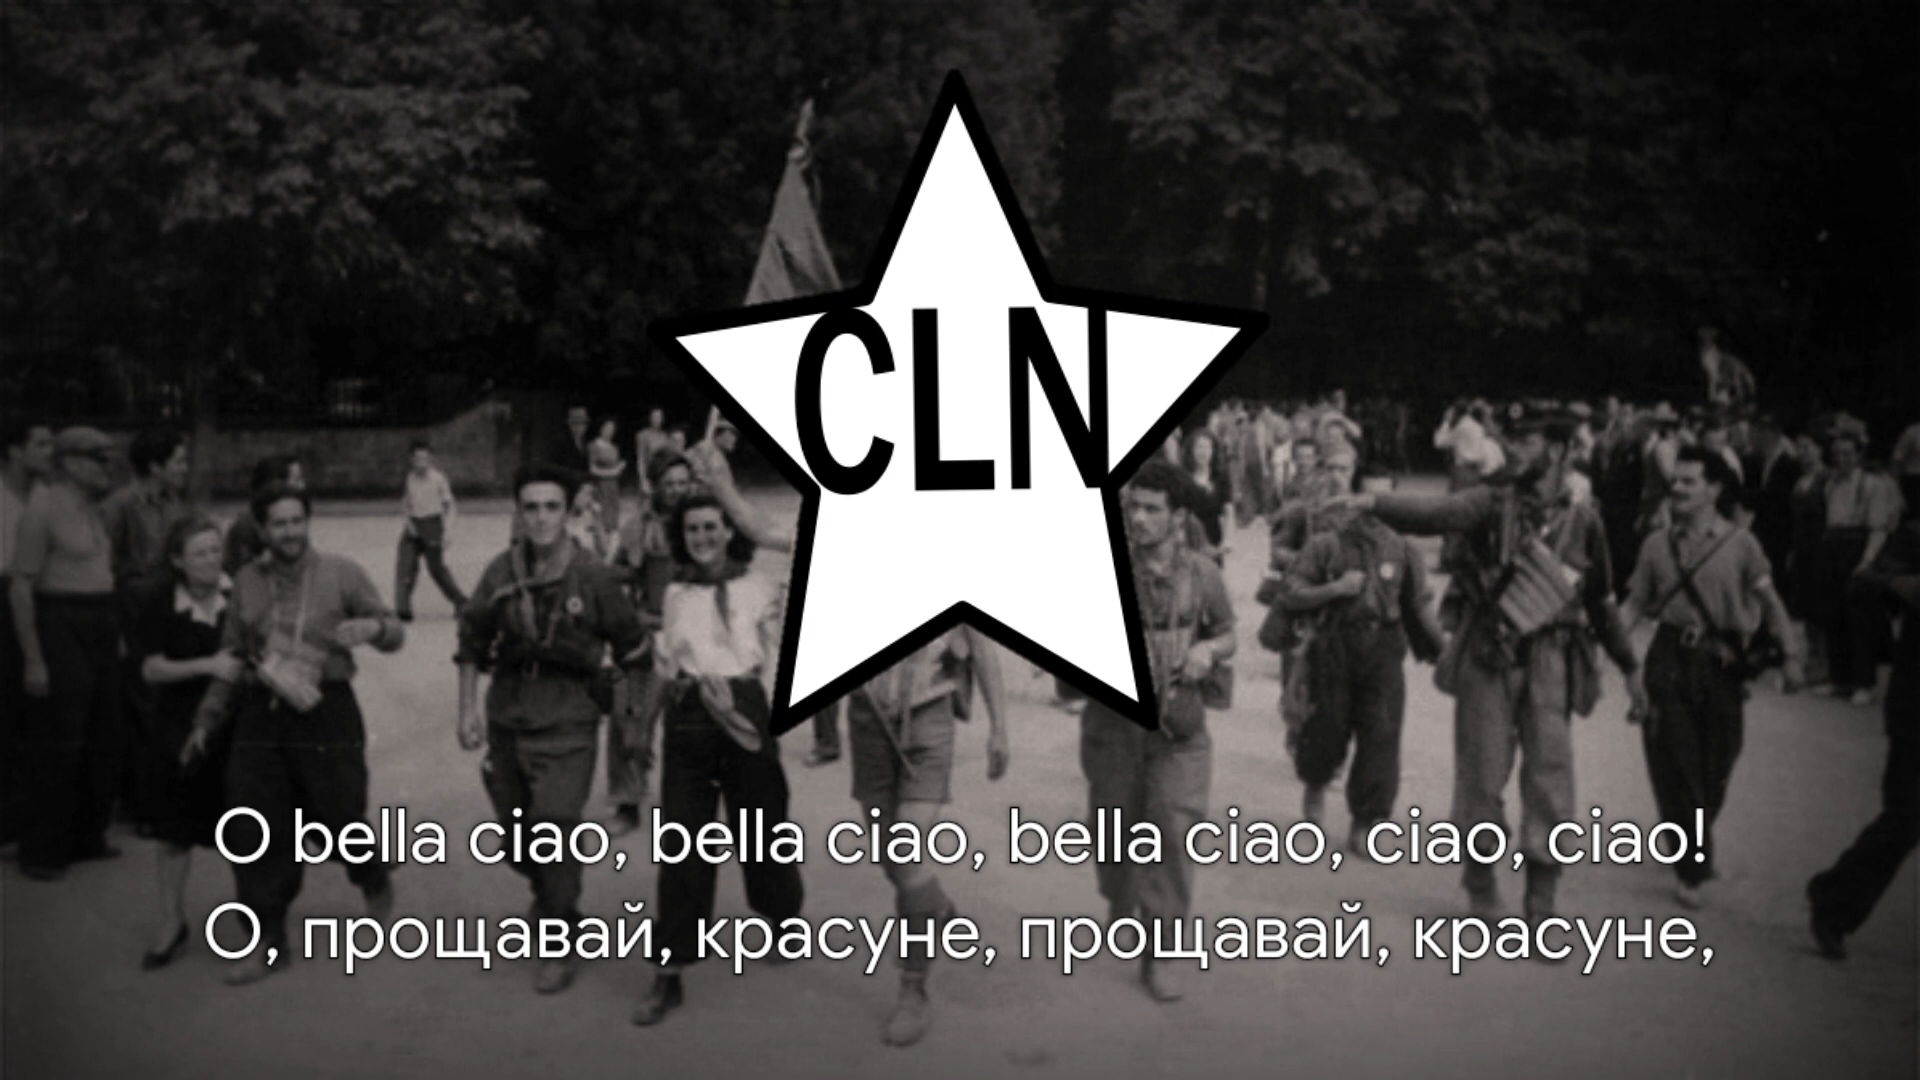 CLN
O bella ciao, bella ciao, bella ciao, ciao, ciao!
О, прощавай, красуне, прощавай, красуне,